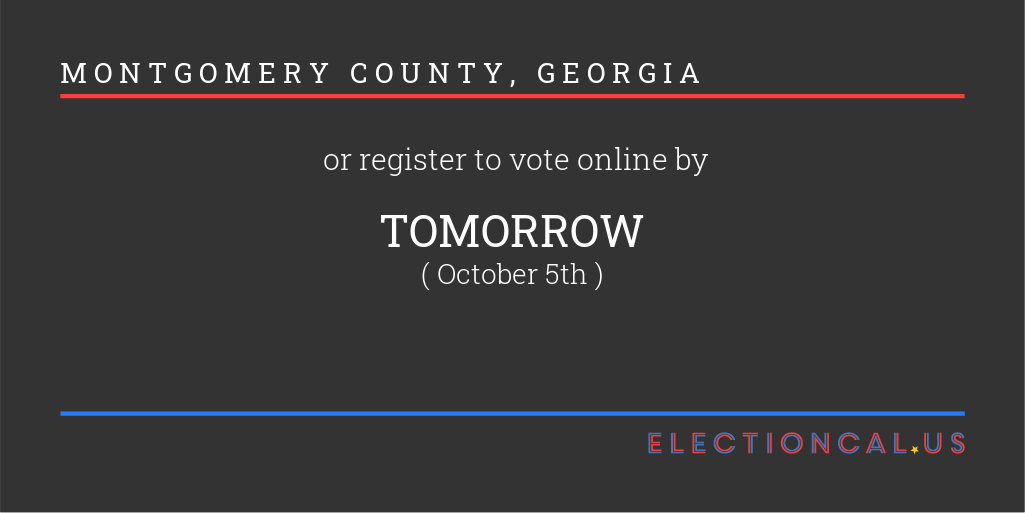 MONTGOMERY COUNTY, GEORGIA
or register to vote online by
TOMORROW
( October 5th )
ELECTIONCAL.US